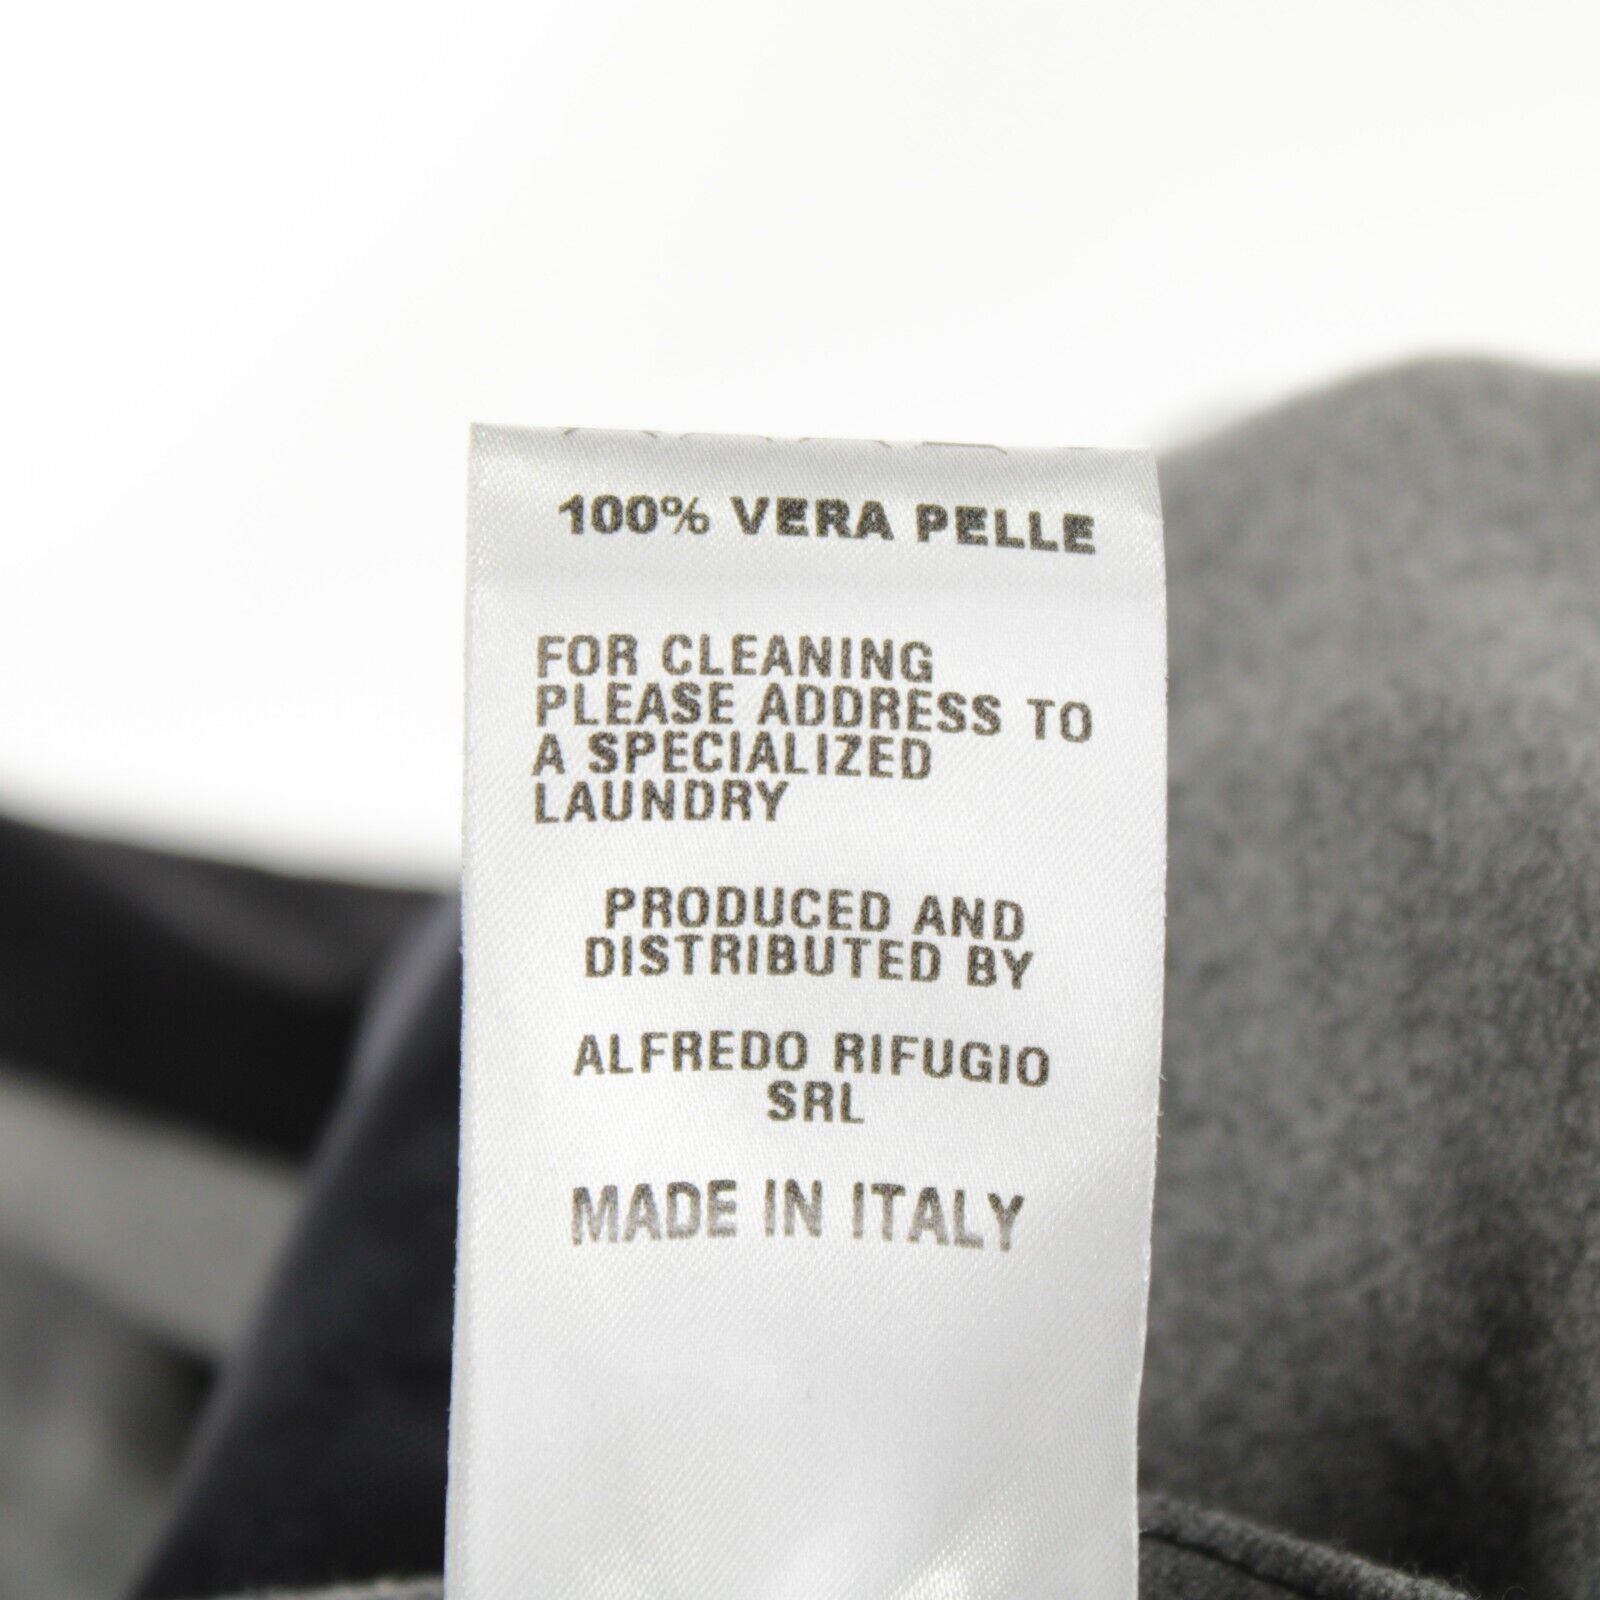 100% VERA PELLE
FOR CLEANING
PLEASE ADDRESS TO
A SPECIALIZED
LAUNDRY
PRODUCED AND
DISTRIBUTED BY
ALFREDO RIFUGIO
SRL
MADE IN ITALY